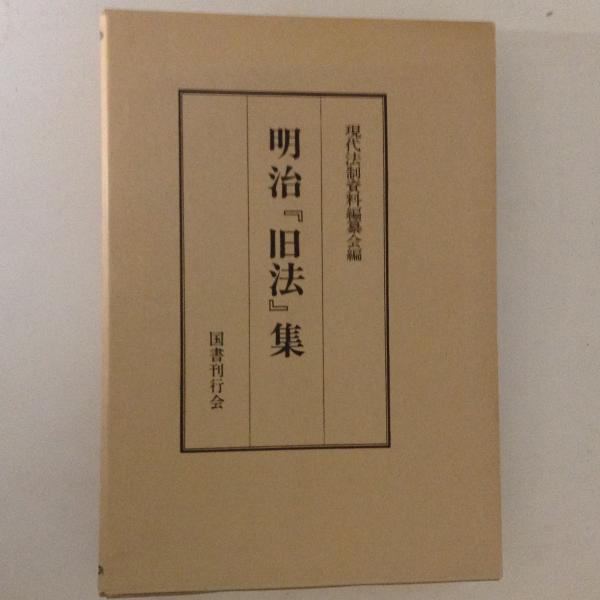 現代法制資料編纂会編
明治『旧法』集
国書刊行会